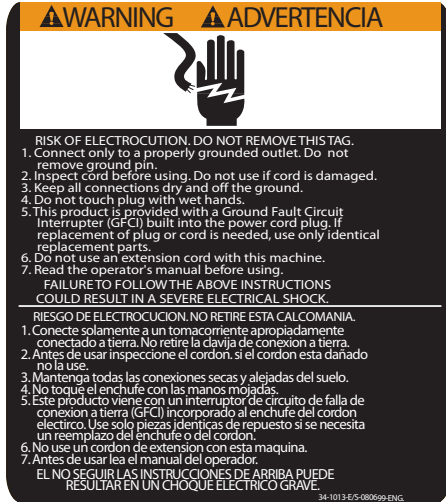 WARNING ADVERTENCIA
RISK OF ELECTROCUTION. DO NOT REMOVE THIS TAG.
1. Connect only to a properly grounded outlet. Do not
remove ground pin.
2. Inspect cord before using. Do not use if cord is damaged.
3. Keep all connections dry and off the ground.
4. Do not touch plug with wet hands.
5. This product is provided with a Ground Fault Circuit
Interrupter (GFCI) built into the power cord plug. If
replacement of plug or cord is needed, use only identical
replacement parts.
6. Do not use an extension cord with this machine.
7. Read the operator's manual before using.
FAILURE TO FOLLOW THE ABOVE INSTRUCTIONS
COULD RESULT IN A SEVERE ELECTRICAL SHOCK.
RIESGO DE ELECTROCUCION. NO RETIRE ESTA CALCOMANIA.
1. Conecte solamente a un tomacorriente apropiadamente
conectado a tierra. No retire la clavija de conexion a tierra.
2. Antes de usar inspeccione el cordon. si el cordon esta dañado
no la use.
3. Mantenga todas las conexiones secas y alejadas del suelo.
4. No toque el enchufe con las manos mojadas.
5. Este producto viene con un interruptor de circuito de falla de
conexion a tierra (GFCI) incorporado al enchufe del cordon
electirco. Use solo piezas identicas de repuesto si se necesita
un reemplazo del enchufe o del cordon.
6. No use un cordon de extension con esta maquina.
7. Antes de usar lea el manual del operador.
EL NO SEGUIR LAS INSTRUCCIONES DE ARRIBA PUEDE
RESULTAR EN UN CHOQUE ELECTRICO GRAVE.
34-1013-E/S-080699-ENG.